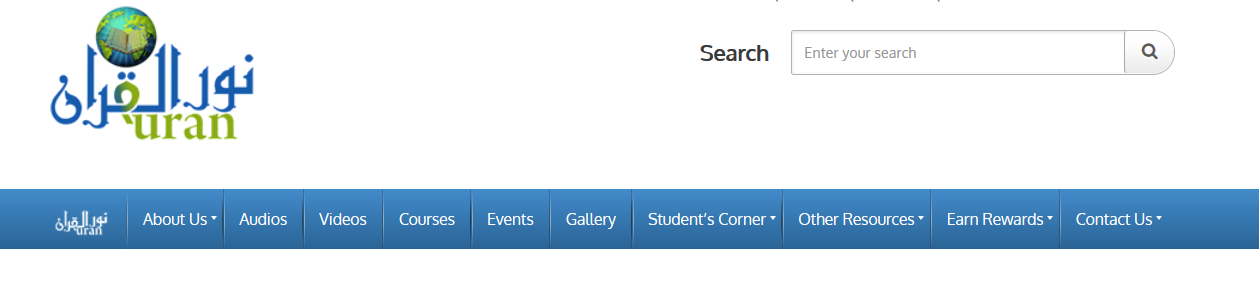 نور القرآن
uran
Search
Enter your search
نور القرآن
uran
About Us
Audios
Videos
Courses
Events
Gallery
Student’s Corner
Other Resources
Earn Rewards
Contact Us